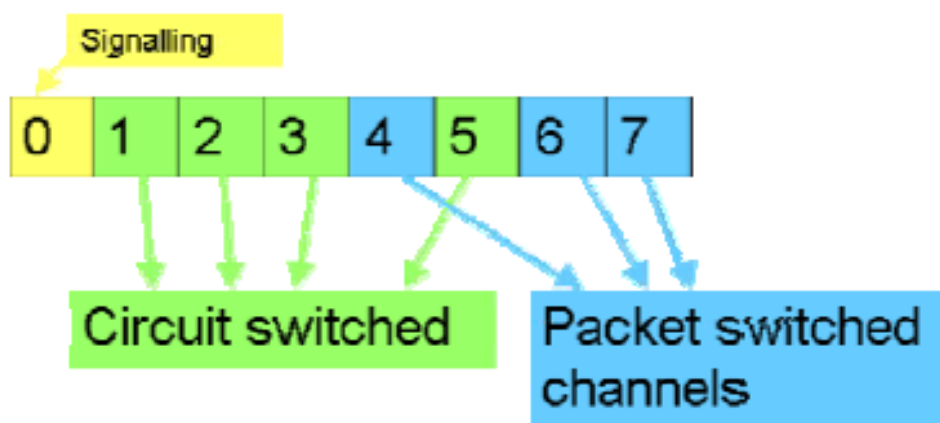 Signalling
0 1 2 3 4 5 6 7
Circuit switched
Packet switched
channels